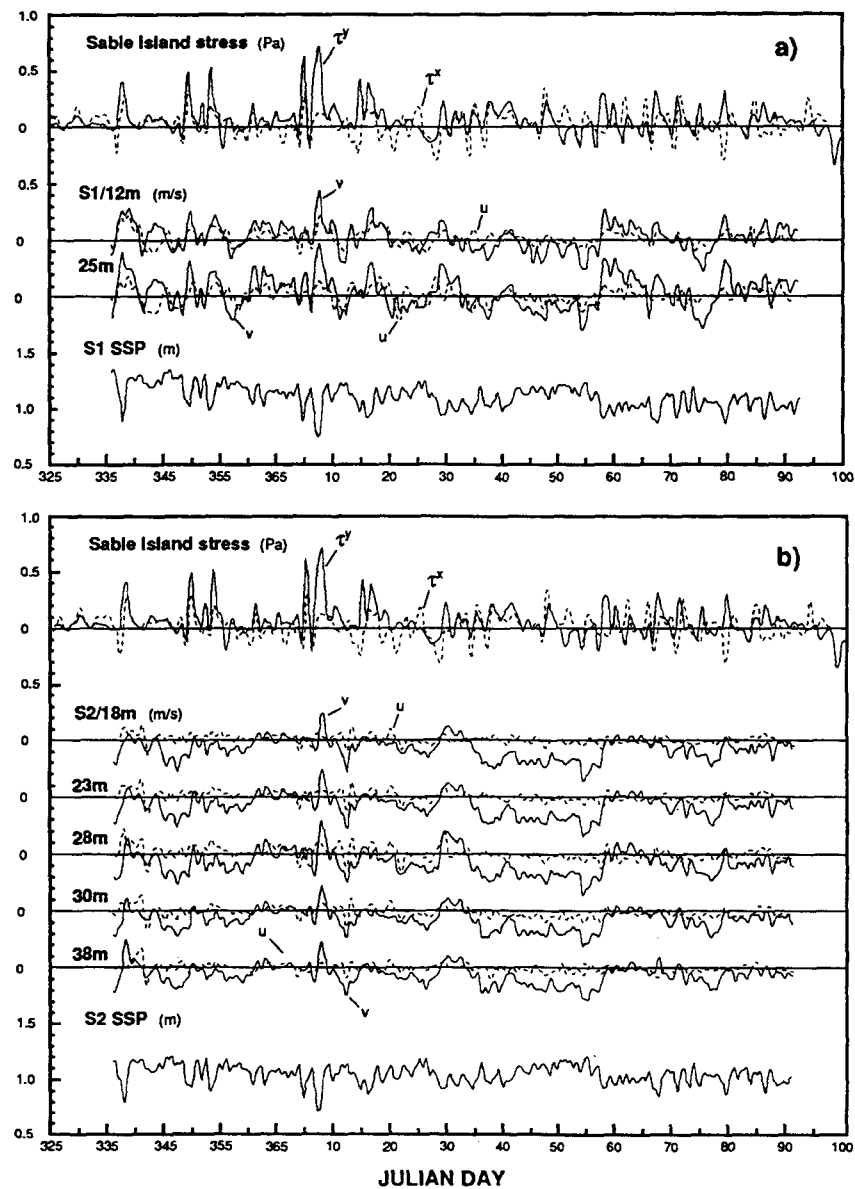 1.0
Sable Island stress (Pa)
τy
a)
0.5
τx
0
0.5
S1/12m (m/s)
v
u
0
25m
0
v
u
1.5
S1 SSP (m)
1.0
0.5
325 335 345 355 365 10 20 30 40 50 60 70 80 90 100
1.0
Sable Island stress (Pa)
τy
b)
0.5
τx
0
0.5
S2/18m (m/s)
v
u
0
23m
0
28m
0
30m
0
u
38m
0
v
1.5
S2 SSP (m)
1.0
0.5
325 335 345 355 365 10 20 30 40 50 60 70 80 90 100
JULIAN DAY